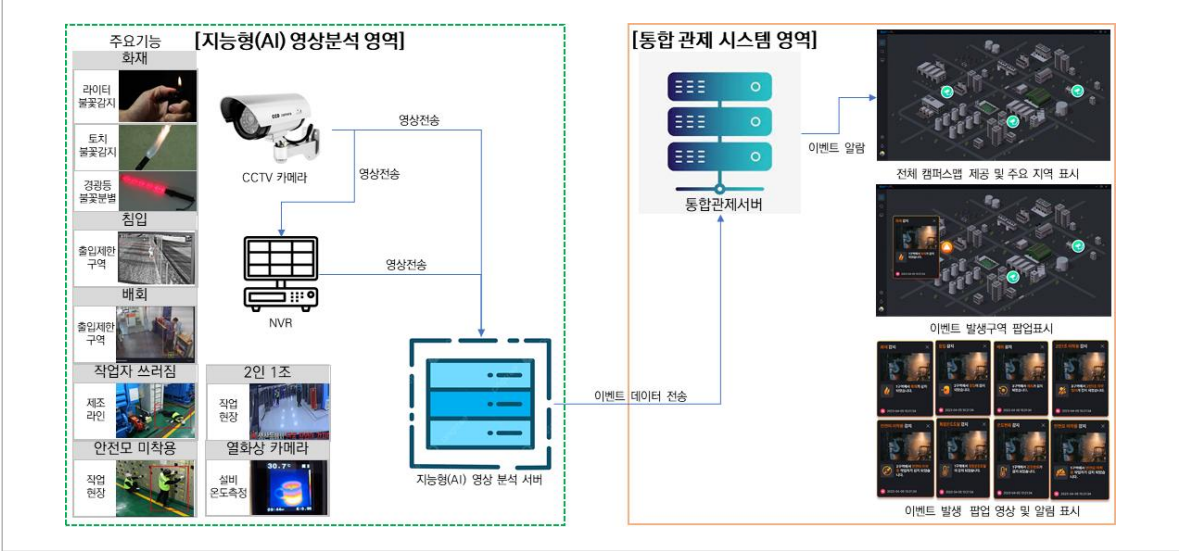 주요기능
[지능형(AI) 영상분석 영역]
화재
라이터
불꽃감지
토치
불꽃감지
경광등
불꽃분별
침입
출입제한
구역
배회
출입제한
구역
작업자 쓰러짐
제조
라인
안전모 미착용
작업
현장
2인 1조
작업
현장
열화상 카메라
설비
온도측정
30.7
CCTV 카메라
영상전송
영상전송
NVR
영상전송
지능형(AI) 영상 분석 서버
이벤트 데이터 전송
[통합 관제 시스템 영역]
통합관제서버
이벤트 알람
전체 캠퍼스맵 제공 및 주요 지역 표시
이벤트 발생구역 팝업표시
이벤트 발생 팝업 영상 및 알림 표시